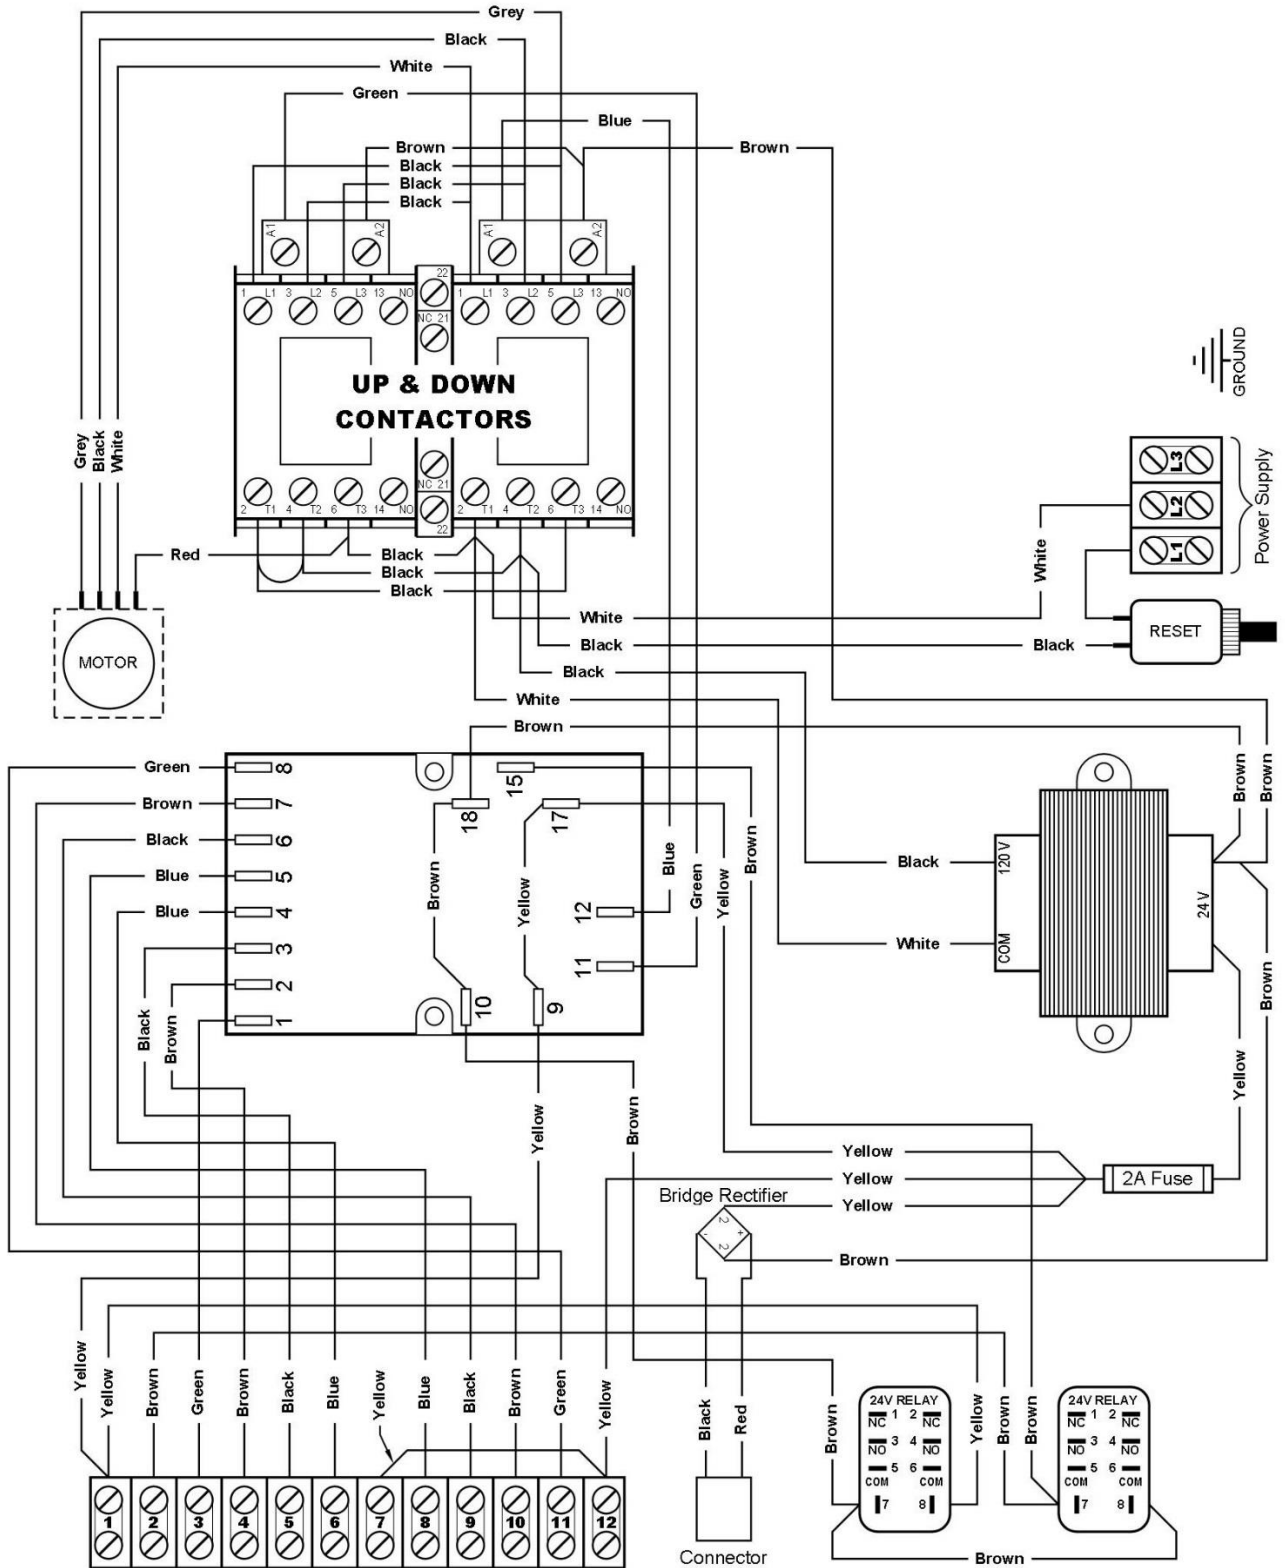 Grey
Black
White
Green
Blue
Brown Brown
Black
Black
Black
A1 A2 A1 A2
22
1 L1 3 L2 5 L3 13 NO 1 L1 3 L2 5 L3 13 NO
NC 21
UP & DOWN
CONTACTORS
GROUND
Grey Black White
NC 21
2 T1 4 T2 6 T3 14 NO 2 T1 4 T2 6 T3 14 NO
22
L3
L2
L1
Power Supply
Red Black
Black
Black
White
White
Black Black
RESET
MOTOR
Black
White
Brown
Green 8
Brown 7
Black 6
Blue 5
Blue 4
3
2
1
15
18
17
12
11
10
9
Brown
Yellow
Blue
Green
Yellow
Brown
Black 120 V
White COM
24 V
Brown
Brown
Brown
Yellow
Black
Brown
Yellow
Brown
Yellow
Yellow 2A Fuse
Yellow
Bridge Rectifier
2
- +
2
Brown
Yellow
Yellow
Brown
Green
Brown
Black
Blue
Yellow
Blue
Black
Brown
Green
Yellow
Black
Red
Brown
Yellow
Brown
Brown
24V RELAY
1 2
NC NC
3 4
NO NO
5 6
COM COM
7 8
24V RELAY
1 2
NC NC
3 4
NO NO
5 6
COM COM
7 8
1 2 3 4 5 6 7 8 9 10 11 12
Connector
Brown